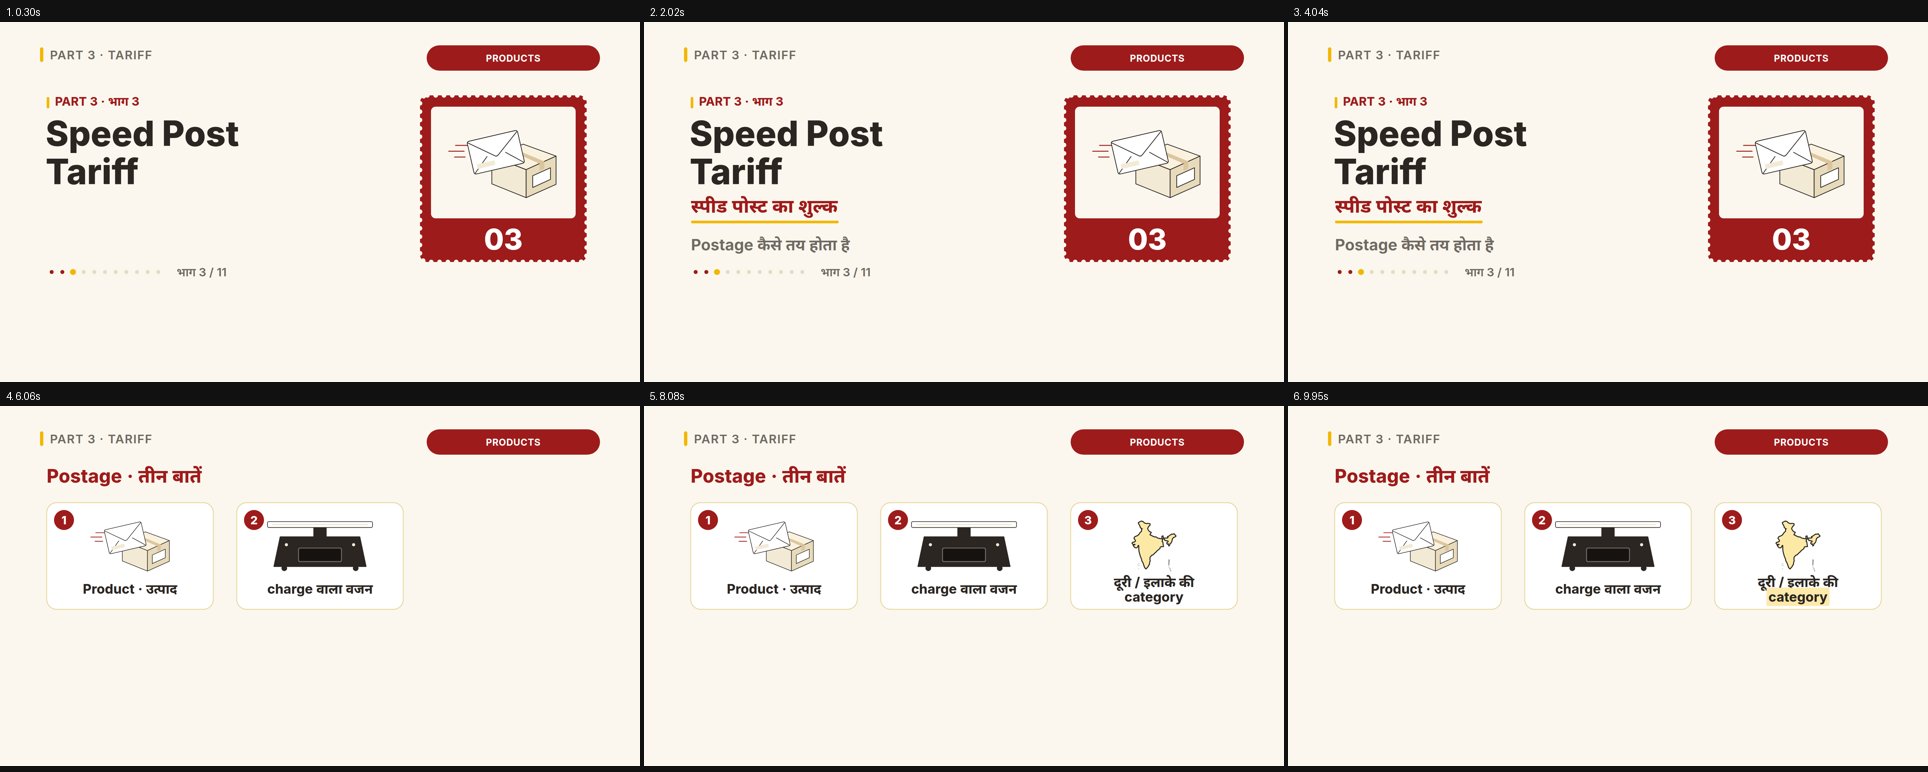 1. 0.30s
PART 3 · TARIFF
PRODUCTS
PART 3 · भाग 3
Speed Post
Tariff
03
भाग 3 / 11
2. 2.02s
PART 3 · TARIFF
PRODUCTS
PART 3 · भाग 3
Speed Post
Tariff
स्पीड पोस्ट का शुल्क
Postage कैसे तय होता है
03
भाग 3 / 11
3. 4.04s
PART 3 · TARIFF
PRODUCTS
PART 3 · भाग 3
Speed Post
Tariff
स्पीड पोस्ट का शुल्क
Postage कैसे तय होता है
03
भाग 3 / 11
4. 6.06s
PART 3 · TARIFF
PRODUCTS
Postage · तीन बातें
1
Product · उत्पाद
2
charge वाला वजन
5. 8.08s
PART 3 · TARIFF
PRODUCTS
Postage · तीन बातें
1
Product · उत्पाद
2
charge वाला वजन
3
दूरी / इलाके की
category
6. 9.95s
PART 3 · TARIFF
PRODUCTS
Postage · तीन बातें
1
Product · उत्पाद
2
charge वाला वजन
3
दूरी / इलाके की
category